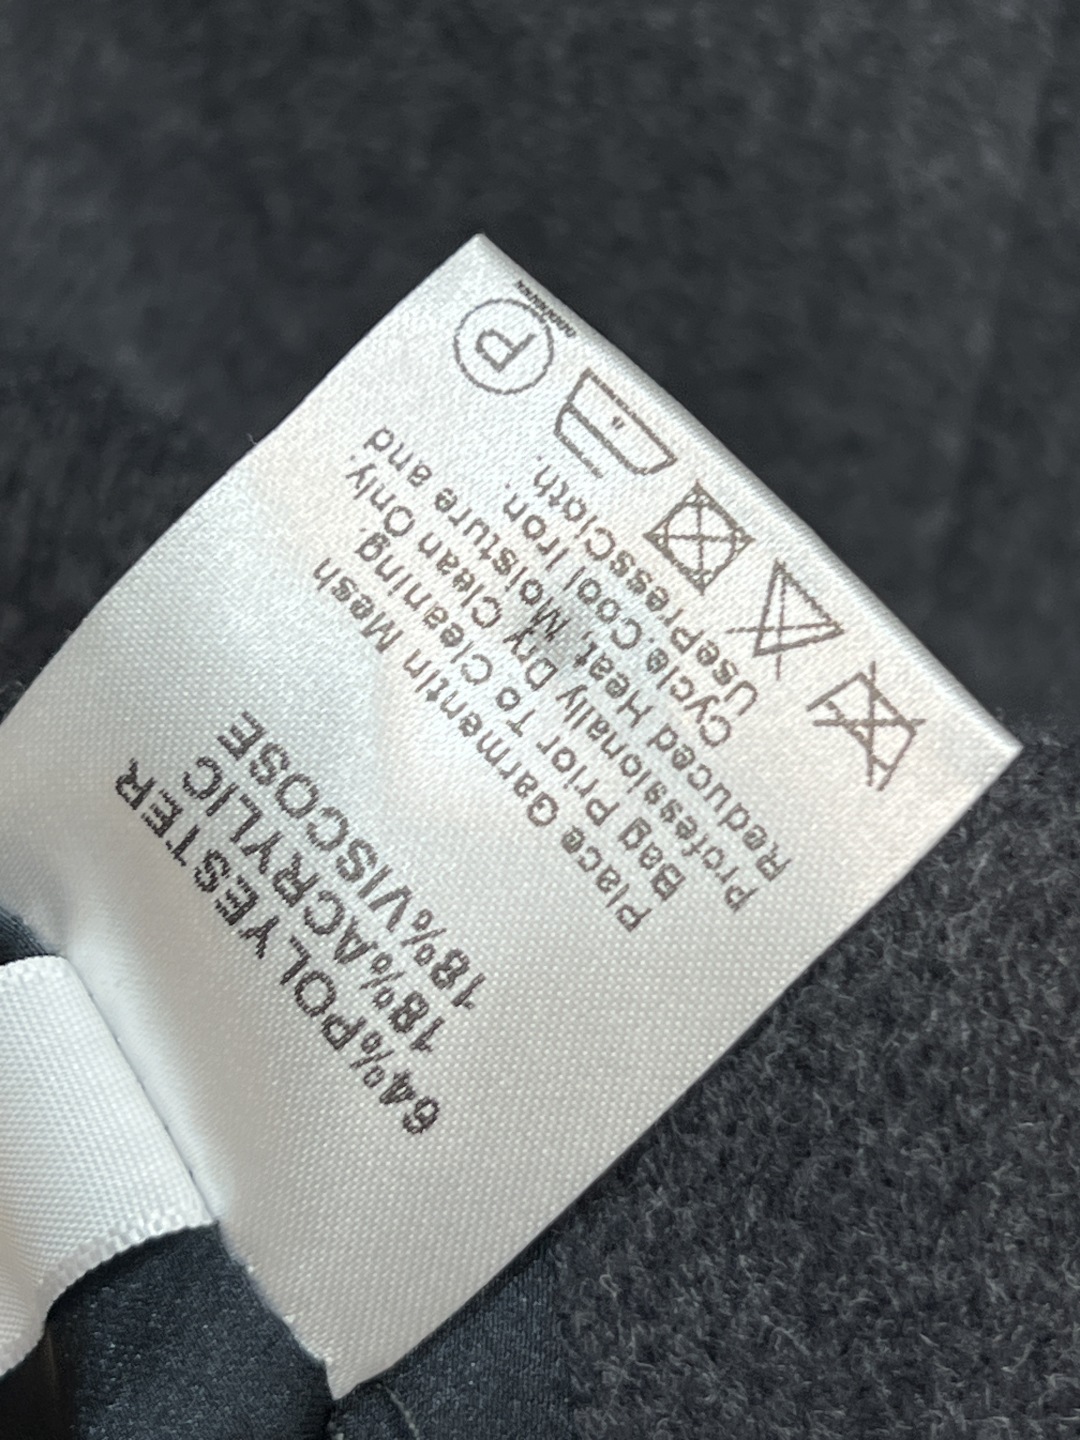 64%POLYESTER
18%ACRYLIC
18%VISCOSE
Place GarmentIn Mesh
Bag Prior To Cleaning.
Professionally Dry Clean Only.
Reduced Heat, Moisture and
Cycle.Cool Iron.
UsePressCloth.
P